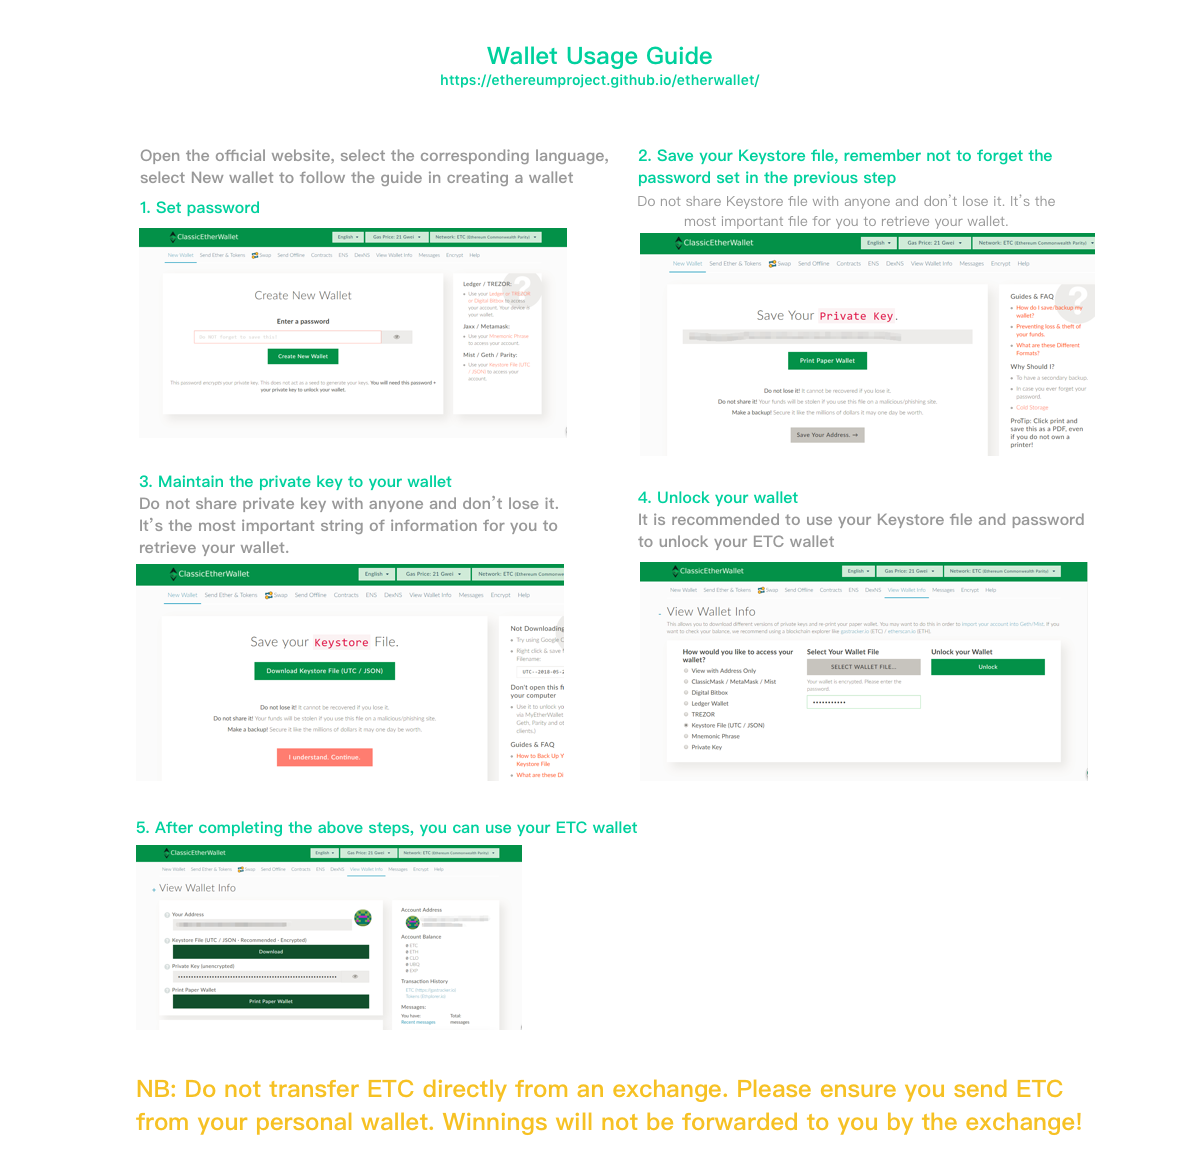 Wallet Usage Guide
https://ethereumproject.github.io/etherwallet/
Open the official website, select the corresponding language,
select New wallet to follow the guide in creating a wallet
1. Set password
ClassicEtherWallet
English
Gas Price: 21 Gwei
Network: ETC (Ethereum Commonwealth Parity)
New Wallet Send Ether & Tokens Swap Send Offline Contracts ENS DexNS View Wallet Info Messages Encrypt Help
Create New Wallet
Enter a password
Do NOT forget to save this!
Create New Wallet
This password encrypts your private key. This does not act as a seed to generate your keys. You will need this password +
your private key to unlock your wallet.
Ledger / TREZOR:
Use your Ledger or TREZOR
or Digital Bitbox to access
your account. Your device is
your wallet.
Jaxx / Metamask:
Use your Mnemonic Phrase
to access your account.
Mist / Geth / Parity:
Use your Keystore File (UTC
/ JSON) to access your
account.
2. Save your Keystore file, remember not to forget the
password set in the previous step
Do not share Keystore file with anyone and don't lose it. It's the
most important file for you to retrieve your wallet.
ClassicEtherWallet
English
Gas Price: 21 Gwei
Network: ETC (Ethereum Commonwealth Parity)
New Wallet Send Ether & Tokens Swap Send Offline Contracts ENS DexNS View Wallet Info Messages Encrypt Help
Save Your Private Key.
Print Paper Wallet
Do not lose it! It cannot be recovered if you lose it.
Do not share it! Your funds will be stolen if you use this file on a malicious/phishing site.
Make a backup! Secure it like the millions of dollars it may one day be worth.
Save Your Address. →
Guides & FAQ
How do I save/backup my
wallet?
Preventing loss & theft of
your funds.
What are these Different
Formats?
Why Should I?
To have a secondary backup.
In case you ever forget your
password.
Cold Storage
ProTip: Click print and
save this as a PDF, even
if you do not own a
printer!
3. Maintain the private key to your wallet
Do not share private key with anyone and don't lose it.
It's the most important string of information for you to
retrieve your wallet.
ClassicEtherWallet
English
Gas Price: 21 Gwei
Network: ETC (Ethereum Commonwea
New Wallet Send Ether & Tokens Swap Send Offline Contracts ENS DexNS View Wallet Info Messages Encrypt Help
Save your Keystore File.
Download Keystore File (UTC / JSON)
Do not lose it! It cannot be recovered if you lose it.
Do not share it! Your funds will be stolen if you use this file on a malicious/phishing site.
Make a backup! Secure it like the millions of dollars it may one day be worth.
I understand. Continue.
Not Downloading
Try using Google C
Right click & save
Filename:
UTC--2018-05-2
Don't open this fi
your computer
Use it to unlock yo
via MyEtherWallet
Geth, Parity and ot
clients.)
Guides & FAQ
How to Back Up Y
Keystore File
What are these Di
4. Unlock your wallet
It is recommended to use your Keystore file and password
to unlock your ETC wallet
ClassicEtherWallet
English
Gas Price: 21 Gwei
Network: ETC (Ethereum Commonwealth Parity)
New Wallet Send Ether & Tokens Swap Send Offline Contracts ENS DexNS View Wallet Info Messages Encrypt Help
View Wallet Info
This allows you to download different versions of private keys and re-print your paper wallet. You may want to do this in order to import your account into Geth/Mist. If you
want to check your balance, we recommend using a blockchain explorer like gastracker.io (ETC) / etherscan.io (ETH).
How would you like to access your
wallet?
View with Address Only
ClassicMask / MetaMask / Mist
Digital Bitbox
Ledger Wallet
TREZOR
Keystore File (UTC / JSON)
Mnemonic Phrase
Private Key
Select Your Wallet File
SELECT WALLET FILE...
Your wallet is encrypted. Please enter the
password.
Unlock your Wallet
Unlock
5. After completing the above steps, you can use your ETC wallet
ClassicEtherWallet
English
Gas Price: 21 Gwei
Network: ETC (Ethereum Commonwealth Parity)
New Wallet Send Ether & Tokens Swap Send Offline Contracts ENS DexNS View Wallet Info Messages Encrypt Help
View Wallet Info
Your Address
Keystore File (UTC / JSON · Recommended · Encrypted)
Download
Private Key (unencrypted)
Print Paper Wallet
Print Paper Wallet
Account Address
Account Balance
0 ETC
0 ETH
0 CLO
0 UBQ
0 EXP
Transaction History
ETC (https://gastracker.io)
Tokens (Ethplorer.io)
Messages:
You have:
Recent messages
Total:
messages
NB: Do not transfer ETC directly from an exchange. Please ensure you send ETC
from your personal wallet. Winnings will not be forwarded to you by the exchange!